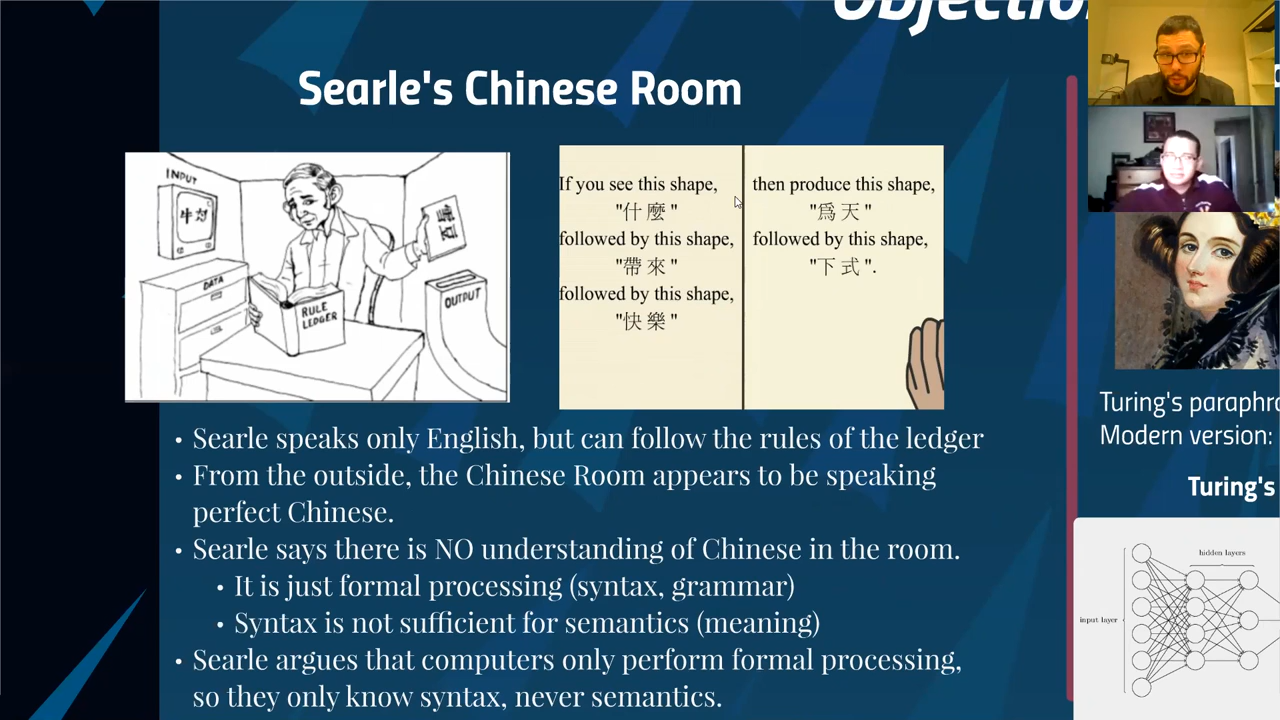 Searle's Chinese Room
INPUT
DATA
RULE
LEDGER
OUTPUT
If you see this shape,
"什麼"
followed by this shape,
"帶來"
followed by this shape,
"快樂"
then produce this shape,
"爲天"
followed by this shape,
"下式".
• Searle speaks only English, but can follow the rules of the ledger
• From the outside, the Chinese Room appears to be speaking
perfect Chinese.
• Searle says there is NO understanding of Chinese in the room.
• It is just formal processing (syntax, grammar)
• Syntax is not sufficient for semantics (meaning)
• Searle argues that computers only perform formal processing,
so they only know syntax, never semantics.
Modern version:
Turing's
hidden layers
input layer